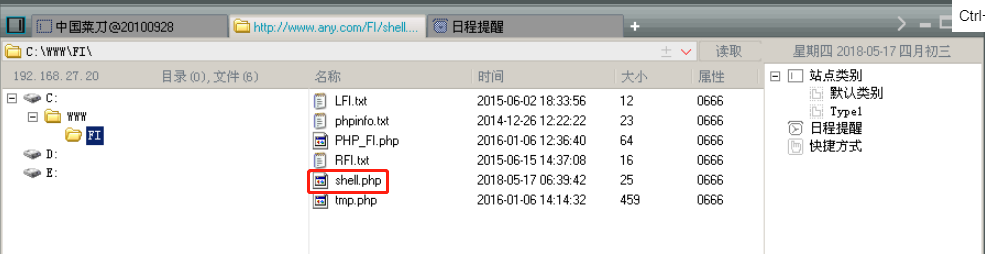 Ctrl-
中国菜刀@20100928
http://www.any.com/FI/shell....
日程提醒
+
C:\WWW\FI\
读取
星期四 2018-05-17 四月初三
192.168.27.20
目录(0),文件(6)
名称 时间 大小 属性
C:
WWW
FI
D:
E:
LFI.txt 2015-06-02 18:33:56 12 0666
phpinfo.txt 2014-12-26 12:22:22 23 0666
PHP_FI.php 2016-01-06 12:36:40 64 0666
RFI.txt 2015-06-15 14:37:08 16 0666
shell.php 2018-05-17 06:39:42 25 0666
tmp.php 2016-01-06 14:14:32 459 0666
站点类别
默认类别
Type1
日程提醒
快捷方式